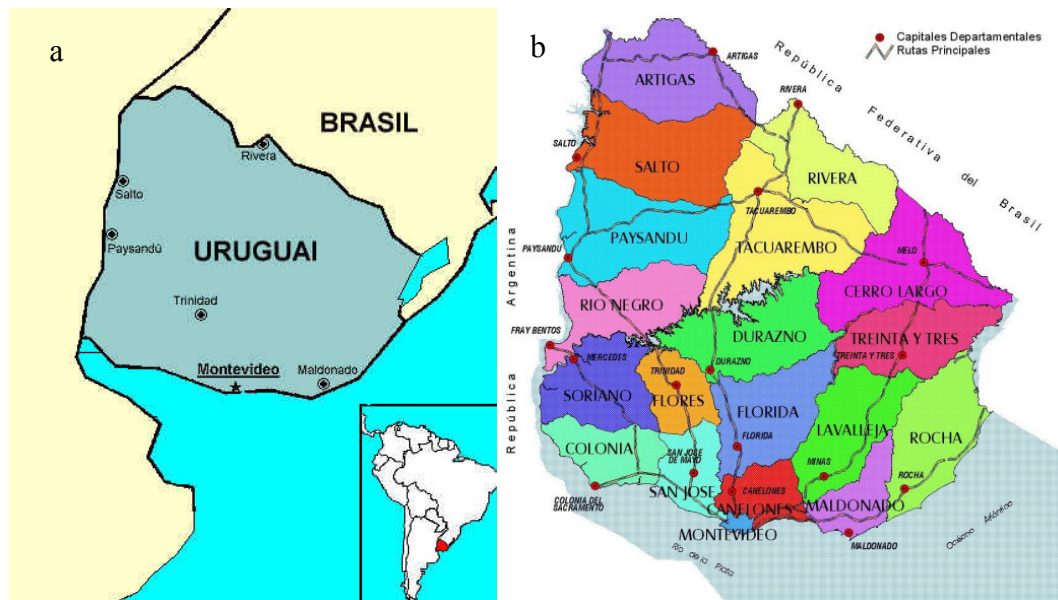 a
BRASIL
Rivera
Salto
URUGUAI
Paysandú
Trinidad
Montevideo
Maldonado
b
Capitales Departamentales
Rutas Principales
República Federativa del Brasil
ARTIGAS
ARTIGAS
RIVERA
SALTO
SALTO
RIVERA
TACUAREMBO
PAYSANDU
TACUAREMBO
PAYSANDU
MELO
República Argentina
CERRO LARGO
RIO NEGRO
DURAZNO
TREINTA Y TRES
FRAY BENTOS
MERCEDES
TREINTA Y TRES
TRINIDAD
DURAZNO
SORIANO
FLORES
FLORIDA
LAVALLEJA
ROCHA
COLONIA
FLORIDA
SAN JOSE
DE MAYO
MINAS
ROCHA
SAN JOSE
CANELONES
COLONIA DEL
SACRAMENTO
CANELONES
MALDONADO
MONTEVIDEO
MALDONADO
Río de la Plata
Océano Atlántico